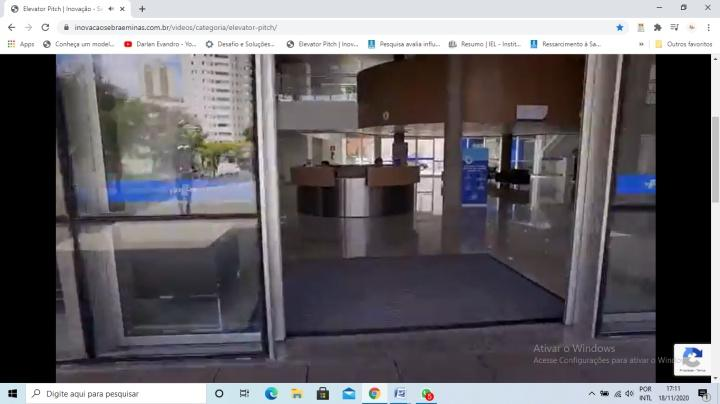 Elevator Pitch | Inovação - Se
inovacaosebraeminas.com.br/videos/categoria/elevator-pitch/
Apps
Conheça um model...
Darlan Evandro - Yo...
Desafio e Soluções...
Elevator Pitch | Inov...
Pesquisa avalia influ...
Resumo | IEL - Instit...
Ressarcimento à Sa...
»
Outros favoritos
Ativar o Windows
Acesse Configurações para ativar o Windows
Privacidade - Termos
Digite aqui para pesquisar
POR
INTL
17:11
18/11/2020